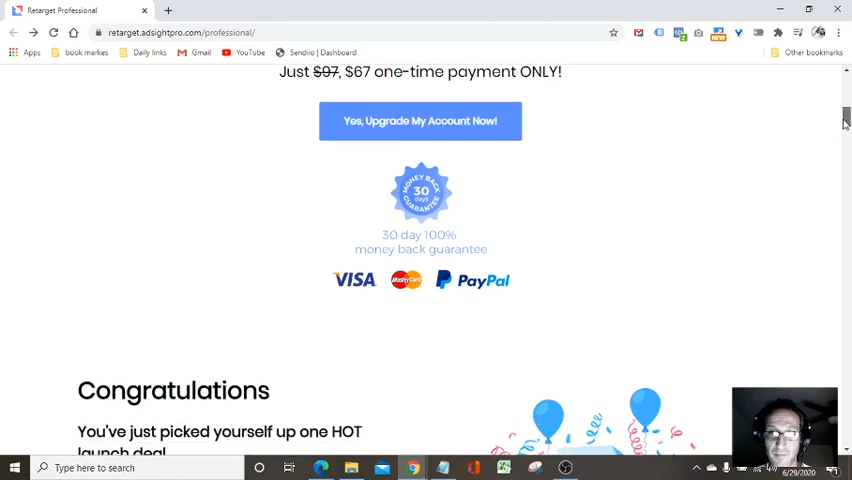 Retarget Professional
retarget.adsightpro.com/professional/
Apps
book markes
Daily links
Gmail
YouTube
Sendiio | Dashboard
Other bookmarks
Just $97, $67 one-time payment ONLY!
Yes, Upgrade My Account Now!
MONEY BACK
30
days
GUARANTEE
30 day 100%
money back guarantee
VISA
MasterCard
PayPal
Congratulations
You've just picked yourself up one HOT
launch deal
Type here to search
6/29/2020